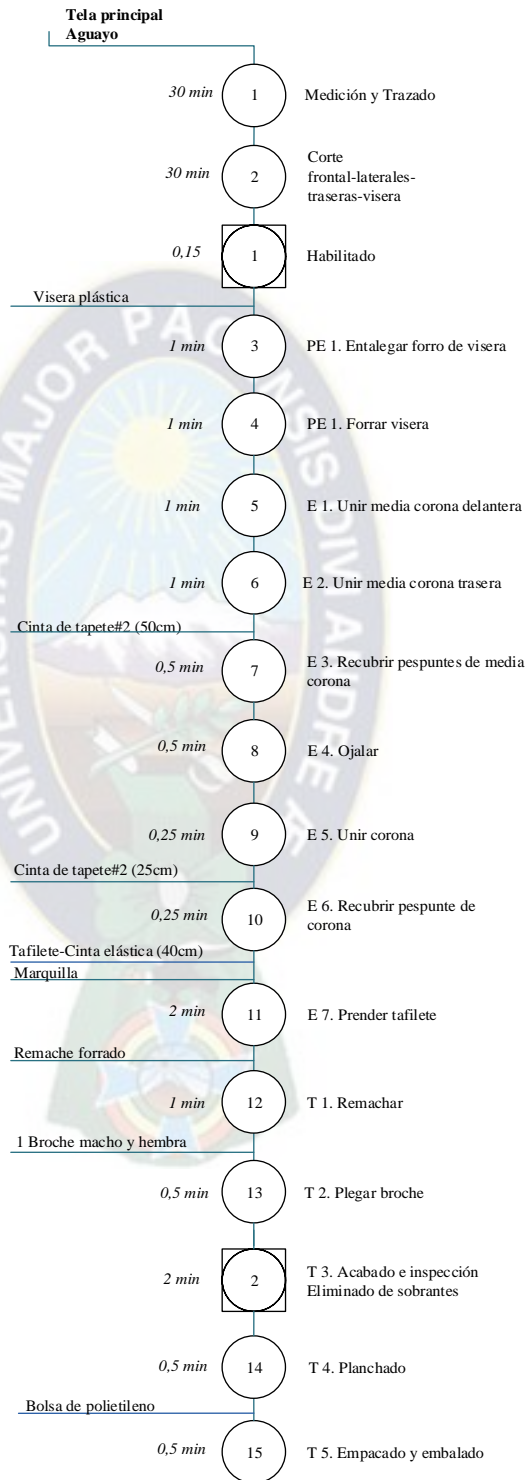 Tela principal
Aguayo
30 min
1
Medición y Trazado
30 min
2
Corte
frontal-laterales-
traseras-visera
0,15
1
Habilitado
Visera plástica
1 min
3
PE 1. Entalegar forro de visera
1 min
4
PE 1. Forrar visera
1 min
5
E 1. Unir media corona delantera
1 min
6
E 2. Unir media corona trasera
Cinta de tapete#2 (50cm)
0,5 min
7
E 3. Recubrir pespuntes de media
corona
0,5 min
8
E 4. Ojalar
0,25 min
9
E 5. Unir corona
Cinta de tapete#2 (25cm)
0,25 min
10
E 6. Recubrir pespunte de
corona
Tafilete-Cinta elástica (40cm)
Marquilla
2 min
11
E 7. Prender tafilete
Remache forrado
1 min
12
T 1. Remachar
1 Broche macho y hembra
0,5 min
13
T 2. Plegar broche
2 min
2
T 3. Acabado e inspección
Eliminado de sobrantes
0,5 min
14
T 4. Planchado
Bolsa de polietileno
0,5 min
15
T 5. Empacado y embalado
UNIVERSITAS MAJOR PACENSIS DIVI ANDRE A